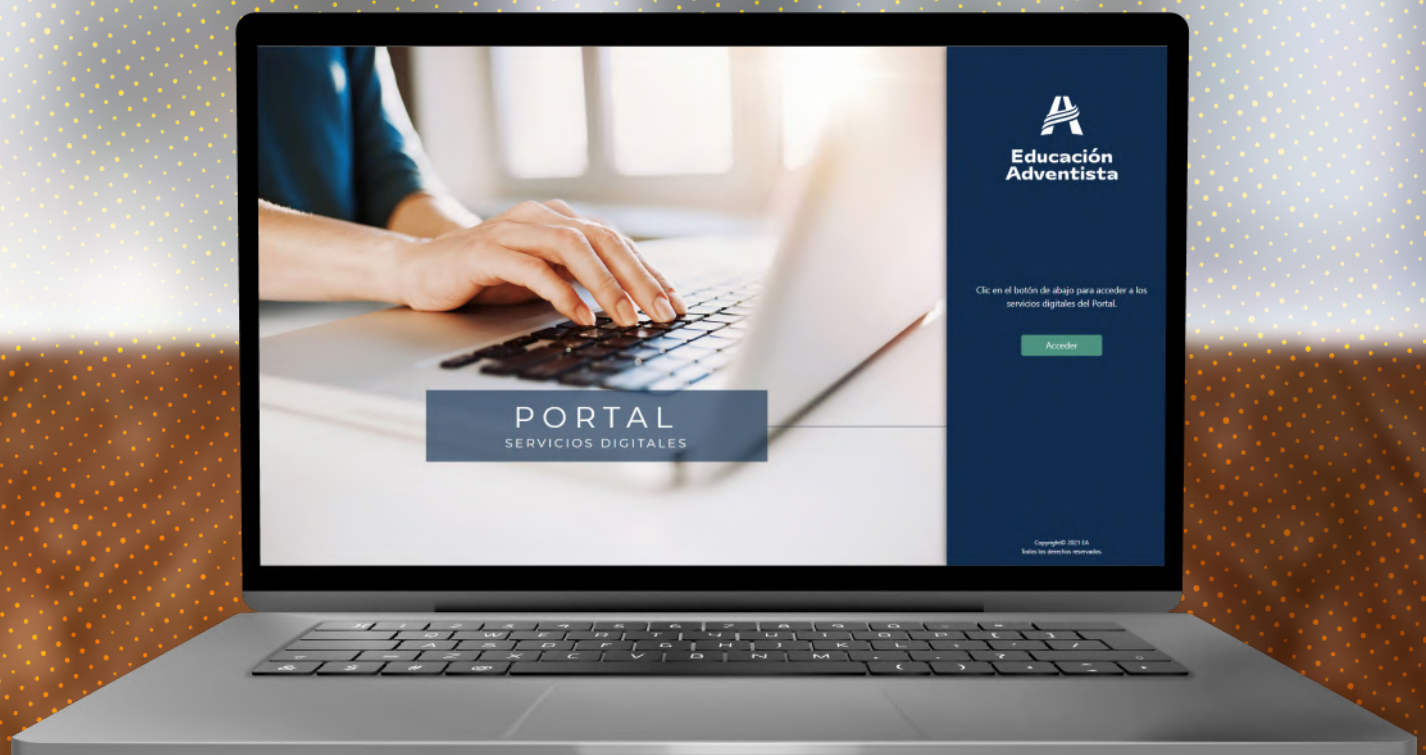 Educación
Adventista
Clic en el botón de abajo para acceder a los
servicios digitales del Portal.
Acceder
PORTAL
SERVICIOS DIGITALES
Copyright© 2021 EA
Todos los derechos reservados.